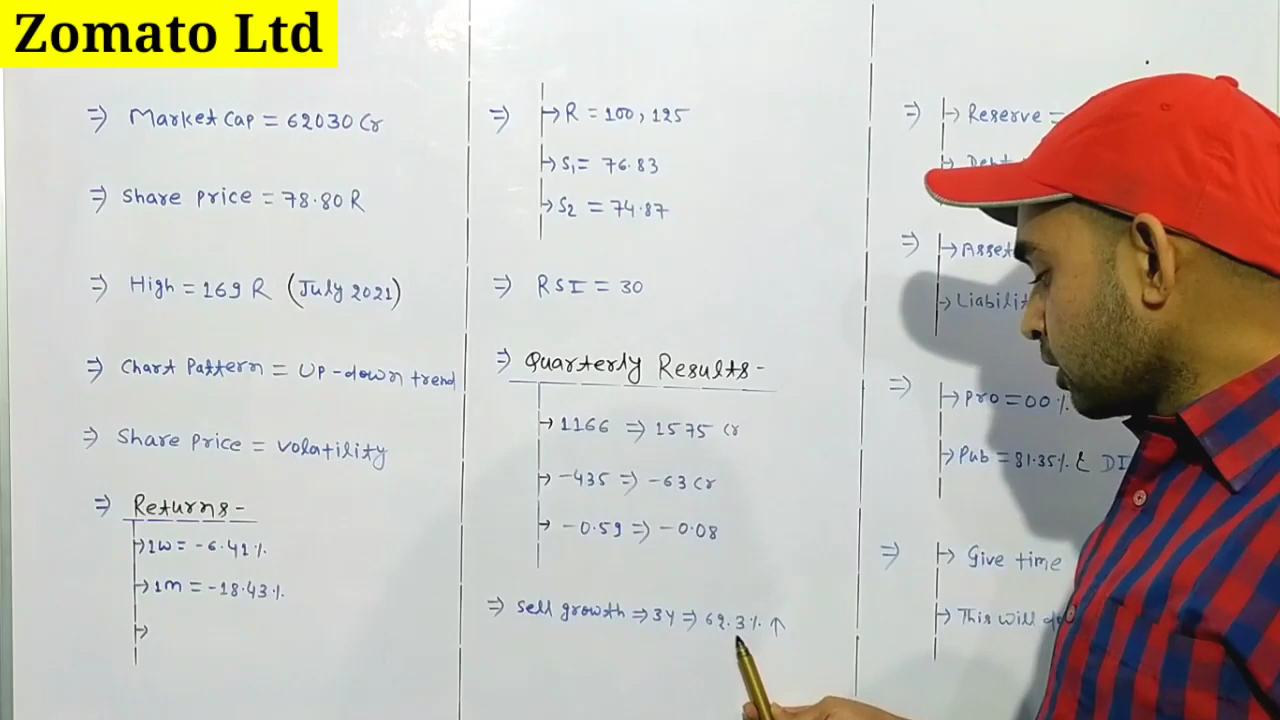 Zomato Ltd
⇒ Market Cap = 62030 Cr
⇒ Share price = 78.80 R
⇒ High = 169 R (July 2021)
⇒ Chart Pattern = Up-down trend
⇒ Share Price = Volatility
⇒ Returns -
→ 1w = -6.41%.
→ 1m = -18.43%.
→
⇒ → R = 100, 125
→ S1 = 76.83
→ S2 = 74.87
⇒ RSI = 30
⇒ Quarterly Results -
→ 1166 ⇒ 1575 Cr
→ -435 ⇒ -63 Cr
→ -0.59 ⇒ -0.08
⇒ Sell growth ⇒ 3Y ⇒ 62.3% ↑
⇒ → Reserve =
⇒ → Asset
→ Liabilit
⇒ → Pro = 00%.
→ Pub = 81.35%. & DI
⇒ → Give time
→ This will